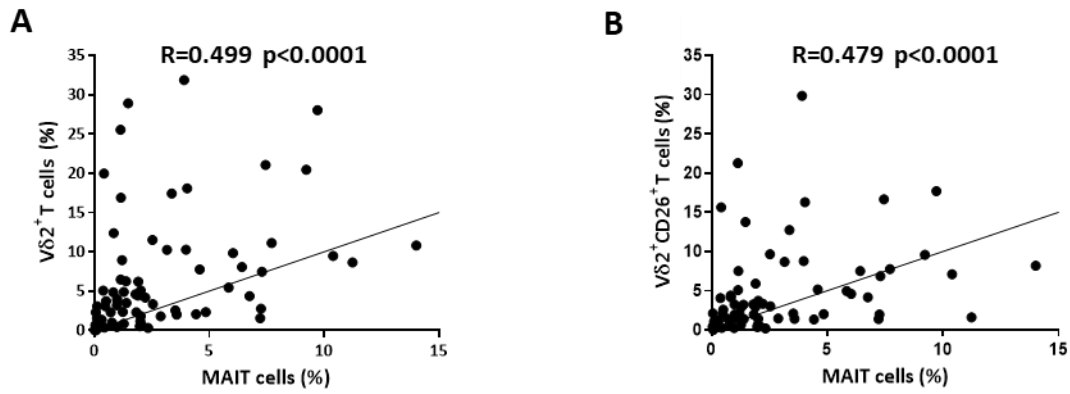 A
R=0.499 p<0.0001
35
30
25
20
15
10
5
0
Vδ2⁺T cells (%)
0 5 10 15
MAIT cells (%)
B
R=0.479 p<0.0001
35
30
25
20
15
10
5
0
Vδ2⁺CD26⁺T cells (%)
0 5 10 15
MAIT cells (%)